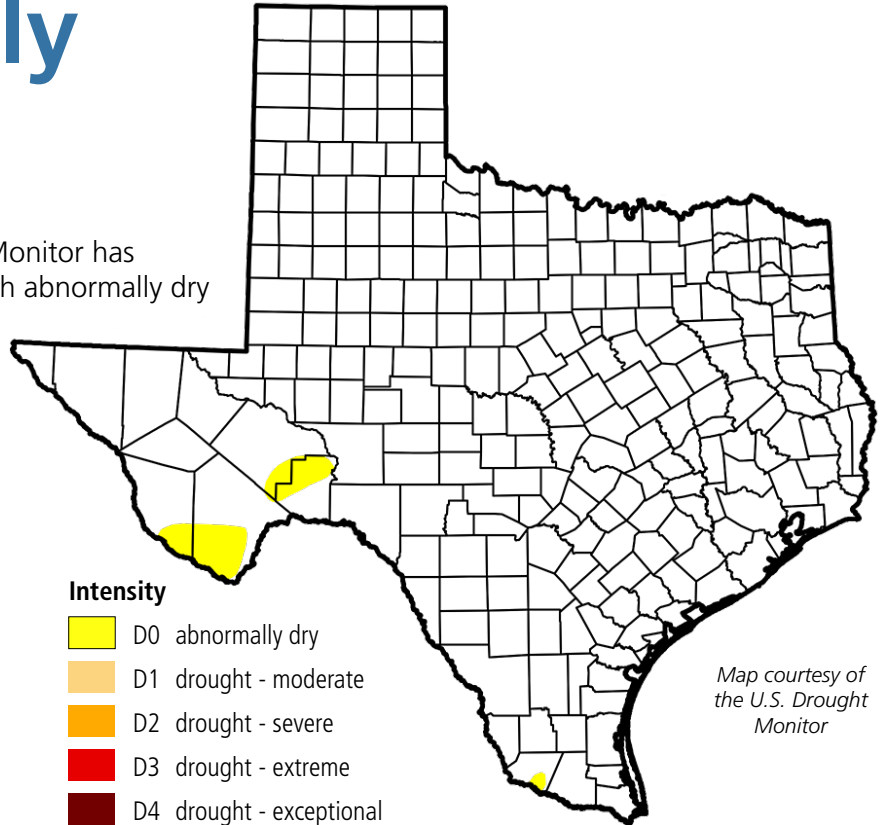 ly
Monitor has
h abnormally dry
Intensity
D0 abnormally dry
D1 drought - moderate
D2 drought - severe
D3 drought - extreme
D4 drought - exceptional
Map courtesy of
the U.S. Drought
Monitor